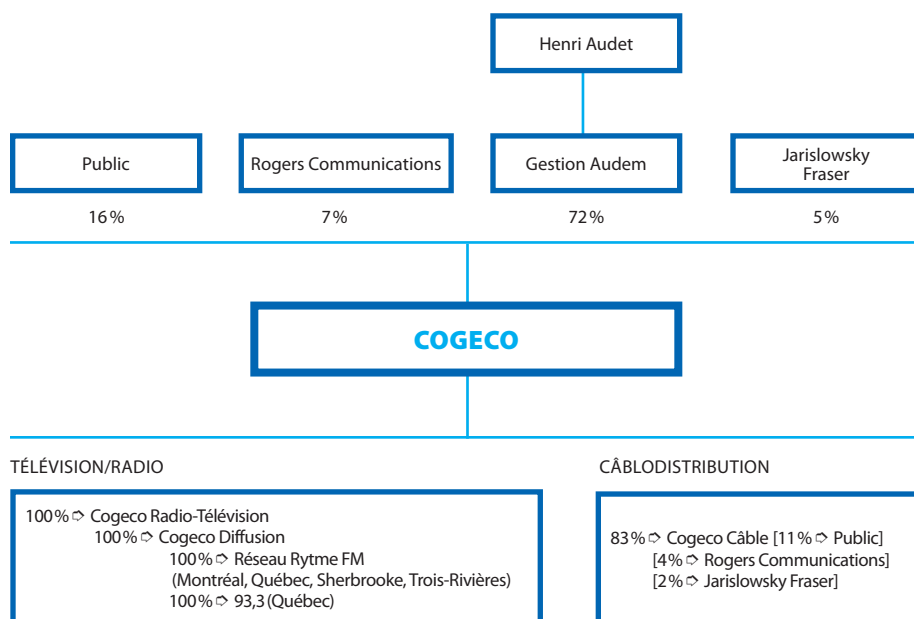 Henri Audet
Public
Rogers Communications
Gestion Audem
Jarislowsky
Fraser
16%
7%
72%
5%
COGECO
TÉLÉVISION/RADIO
100%➮ Cogeco Radio-Télévision
100%➮ Cogeco Diffusion
100%➮ Réseau Rytme FM
(Montréal, Québec, Sherbrooke, Trois-Rivières)
100%➮ 93,3 (Québec)
CÂBLODISTRIBUTION
83%➮ Cogeco Câble [11%➮ Public]
[4%➮ Rogers Communications]
[2%➮ Jarislowsky Fraser]